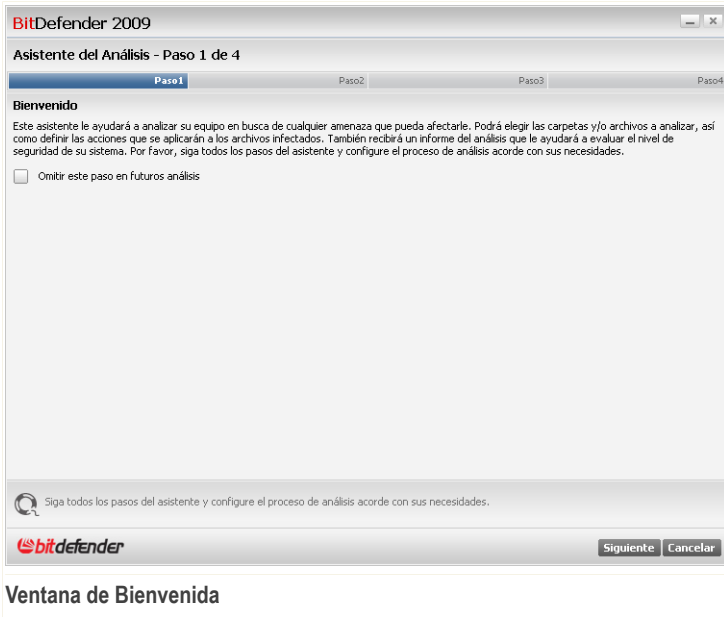 BitDefender 2009
Asistente del Análisis - Paso 1 de 4
Paso1 Paso2 Paso3 Paso4
Bienvenido
Este asistente le ayudará a analizar su equipo en busca de cualquier amenaza que pueda afectarle. Podrá elegir las carpetas y/o archivos a analizar, así
como definir las acciones que se aplicarán a los archivos infectados. También recibirá un informe del análisis que le ayudará a evaluar el nivel de
seguridad de su sistema. Por favor, siga todos los pasos del asistente y configure el proceso de análisis acorde con sus necesidades.
Omitir este paso en futuros análisis
Siga todos los pasos del asistente y configure el proceso de análisis acorde con sus necesidades.
bitdefender
Siguiente Cancelar
Ventana de Bienvenida